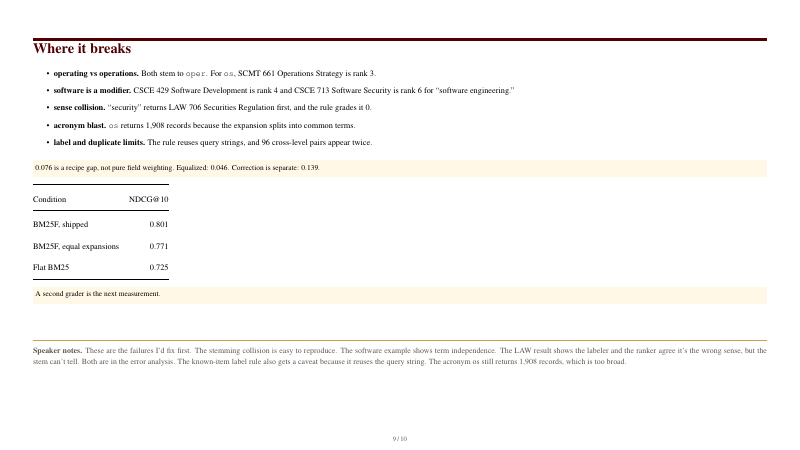 Where it breaks
• operating vs operations. Both stem to oper. For os, SCMT 661 Operations Strategy is rank 3.
• software is a modifier. CSCE 429 Software Development is rank 4 and CSCE 713 Software Security is rank 6 for “software engineering.”
• sense collision. “security” returns LAW 706 Securities Regulation first, and the rule grades it 0.
• acronym blast. os returns 1,908 records because the expansion splits into common terms.
• label and duplicate limits. The rule reuses query strings, and 96 cross-level pairs appear twice.
0.076 is a recipe gap, not pure field weighting. Equalized: 0.046. Correction is separate: 0.139.
Condition NDCG@10
BM25F, shipped 0.801
BM25F, equal expansions 0.771
Flat BM25 0.725
A second grader is the next measurement.
Speaker notes. These are the failures I’d fix first. The stemming collision is easy to reproduce. The software example shows term independence. The LAW result shows the labeler and the ranker agree it’s the wrong sense, but the
stem can’t tell. Both are in the error analysis. The known-item label rule also gets a caveat because it reuses the query string. The acronym os still returns 1,908 records, which is too broad.
9 / 10